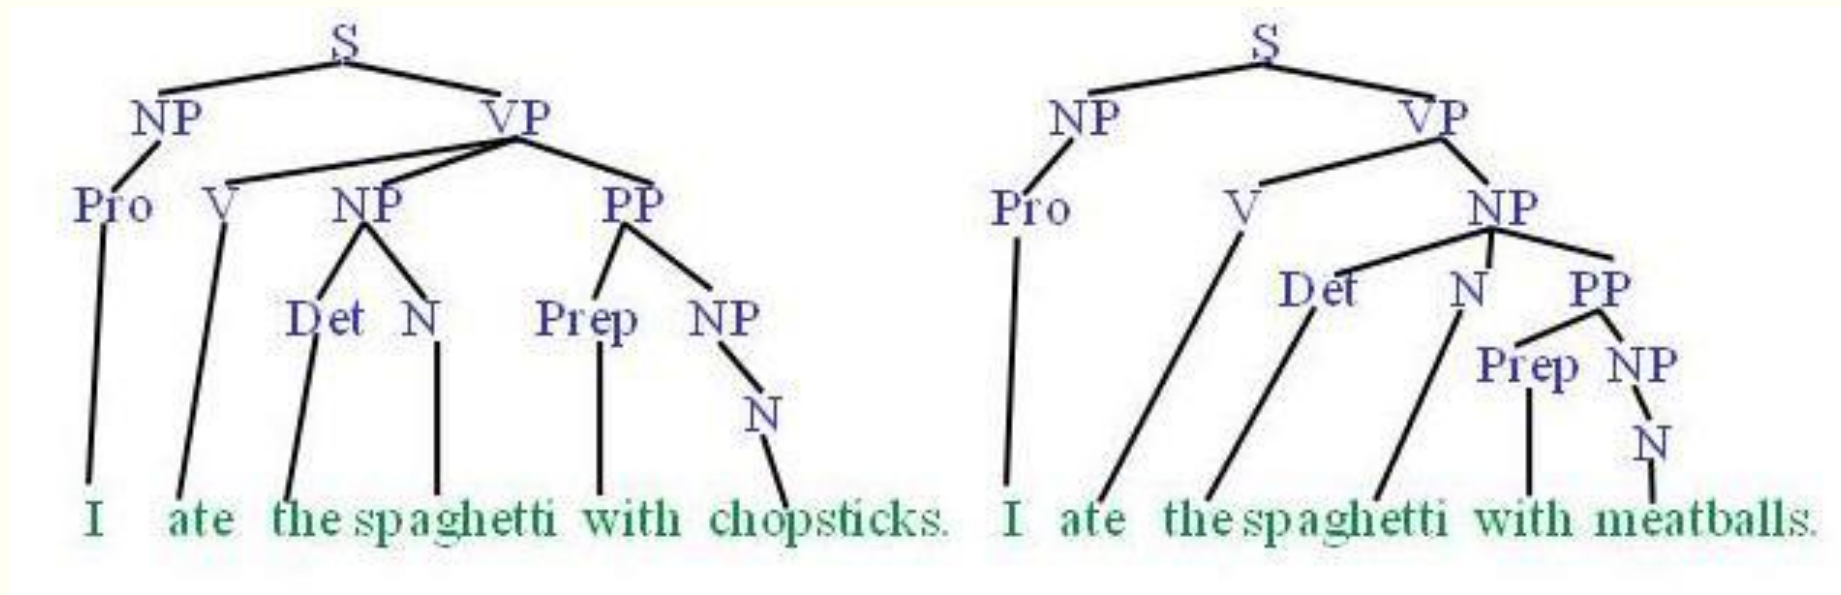 S S
NP VP NP VP
Pro V NP PP Pro V NP
Det N PP
Det N Prep NP
Prep NP
N
N
I ate the spaghetti with chopsticks. I ate the spaghetti with meatballs.